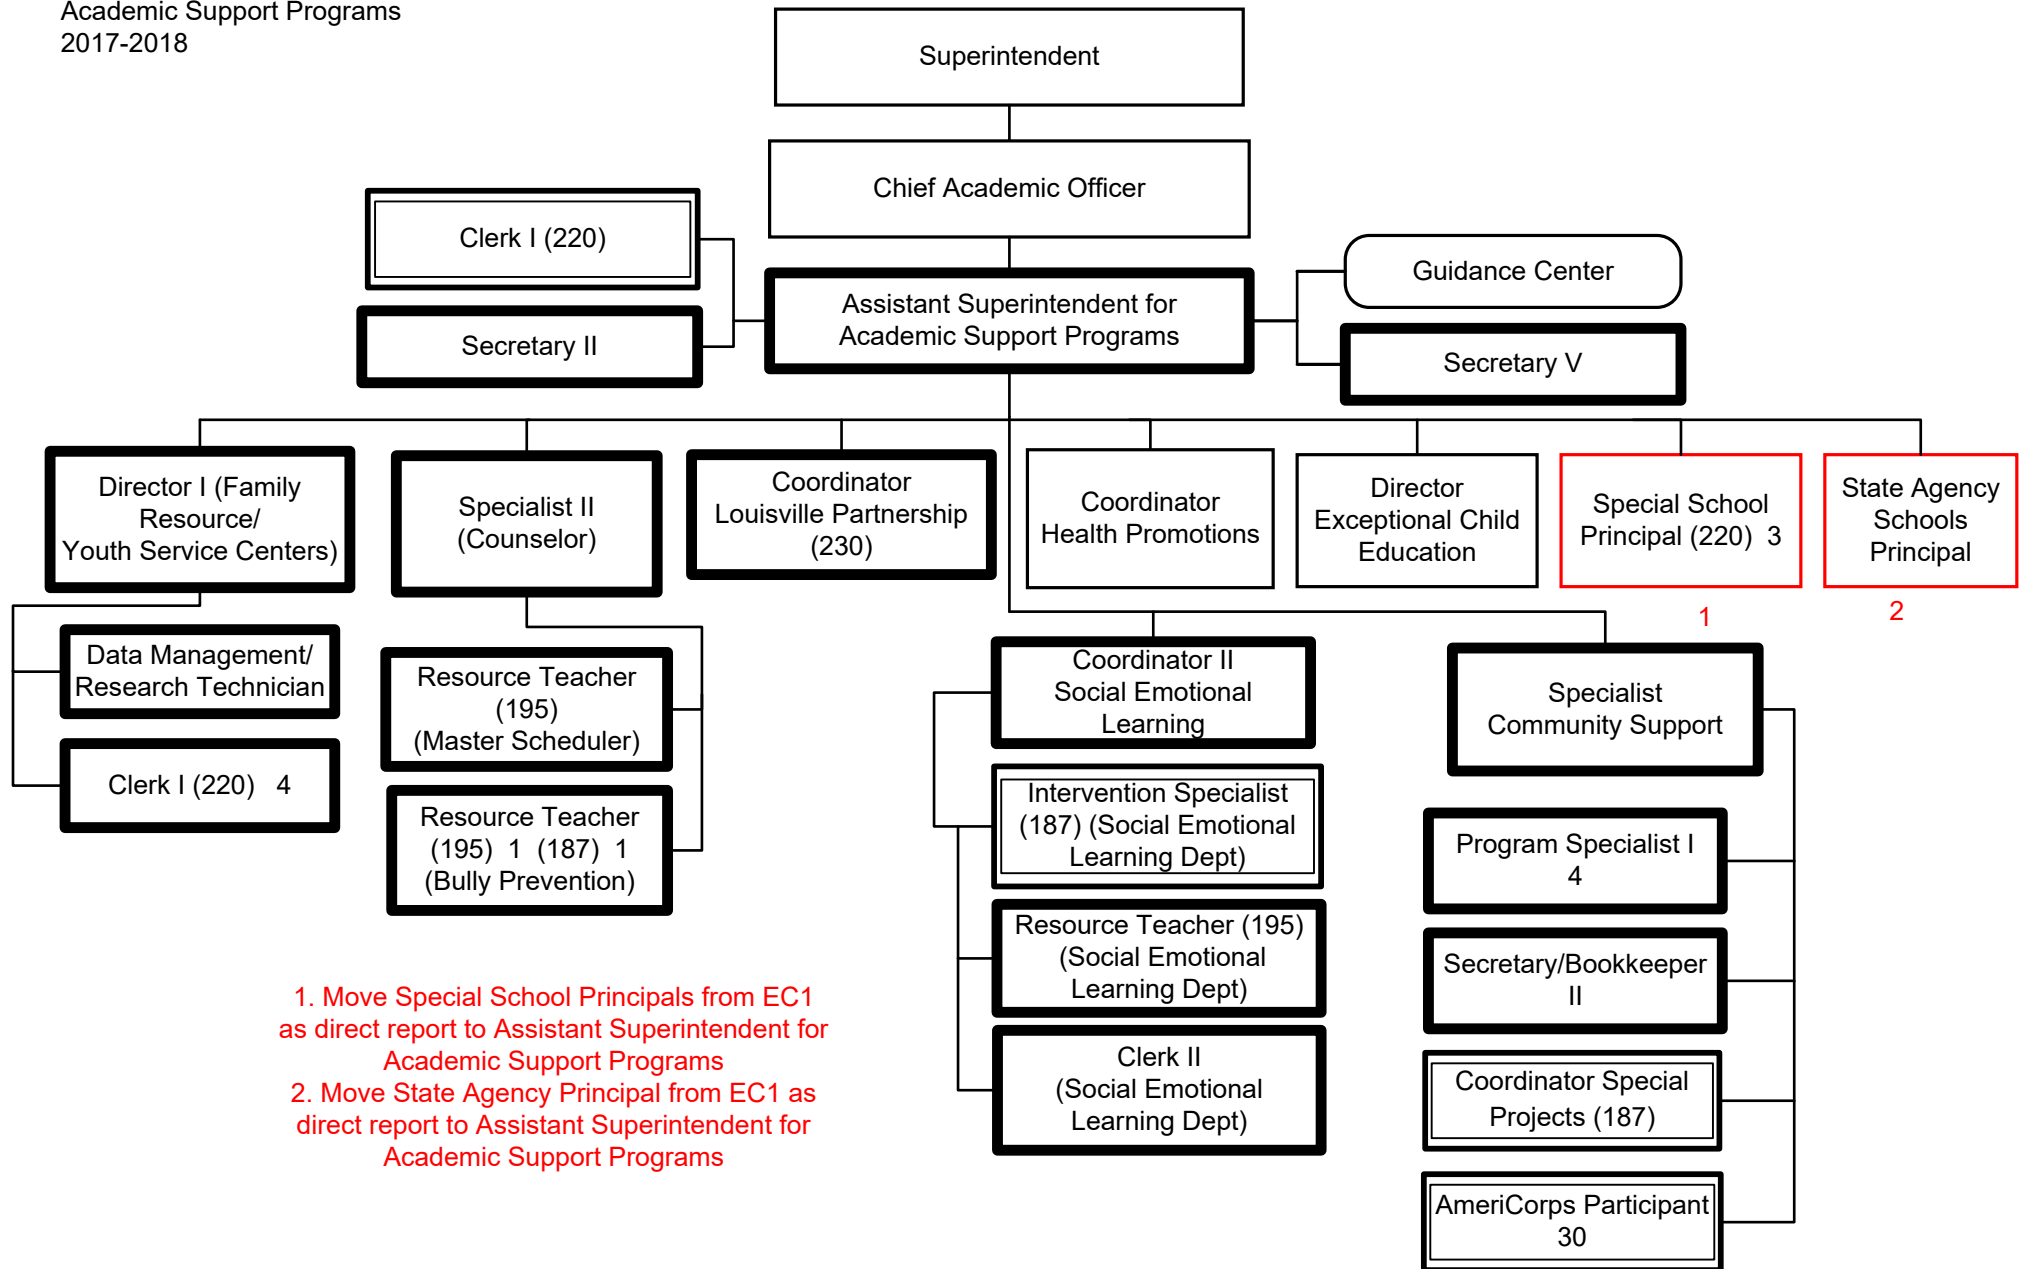 Academic Support Programs
2017-2018
Superintendent
Chief Academic Officer
Clerk I (220)
Secretary II
Assistant Superintendent for
Academic Support Programs
Guidance Center
Secretary V
Director I (Family
Resource/
Youth Service Centers)
Specialist II
(Counselor)
Coordinator
Louisville Partnership
(230)
Coordinator
Health Promotions
Director
Exceptional Child
Education
Special School
Principal (220)  3
State Agency
Schools
Principal
1
2
Data Management/
Research Technician
Clerk I (220)   4
Resource Teacher
(195)
(Master Scheduler)
Resource Teacher
(195)  1  (187)  1
(Bully Prevention)
Coordinator II
Social Emotional
Learning
Intervention Specialist
(187) (Social Emotional
Learning Dept)
Resource Teacher (195)
(Social Emotional
Learning Dept)
Clerk II
(Social Emotional
Learning Dept)
Specialist
Community Support
Program Specialist I
4
Secretary/Bookkeeper
II
Coordinator Special
Projects (187)
AmeriCorps Participant
30
1. Move Special School Principals from EC1
as direct report to Assistant Superintendent for
Academic Support Programs
2. Move State Agency Principal from EC1 as
direct report to Assistant Superintendent for
Academic Support Programs